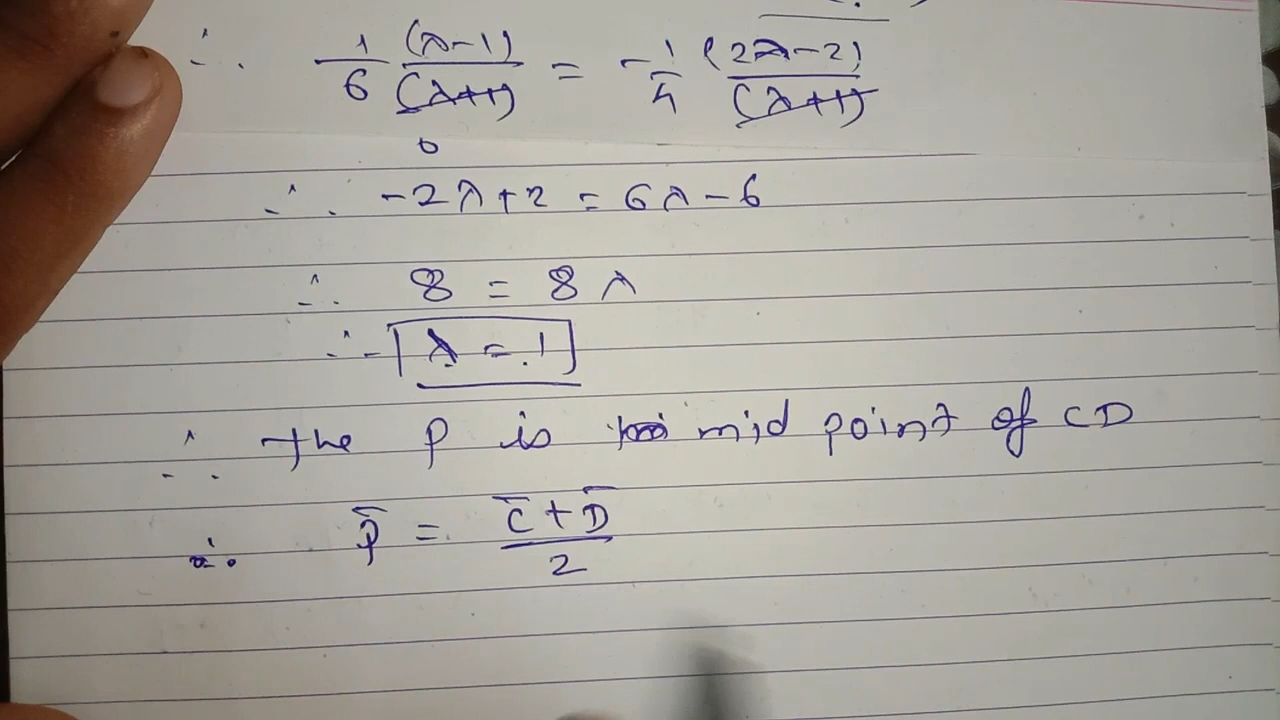 ∴ 1/6 (λ-1)/(λ+1) = -1/4 (2λ-2)/(λ+1)
∴ -2λ+2 = 6λ-6
∴ 8 = 8λ
∴ λ = 1
∴ the P is mid point of CD
∴ P̄ = (C̄ + D̄)/2